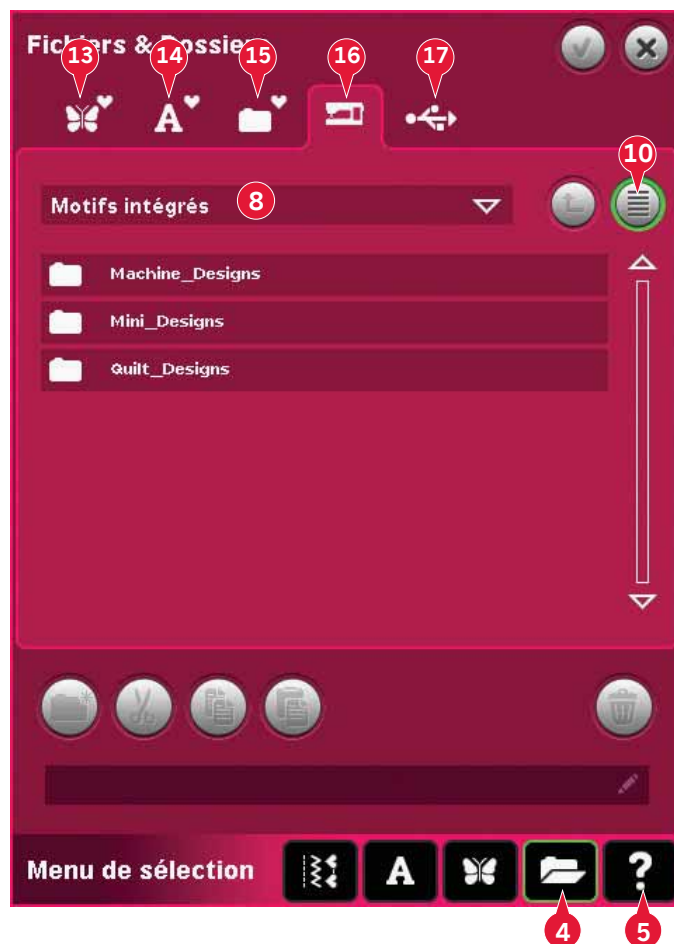 Fichiers & Dossiers
13 14 15 16 17
A
10
Motifs intégrés 8
Machine_Designs
Mini_Designs
Quilt_Designs
Menu de sélection A ?
4 5